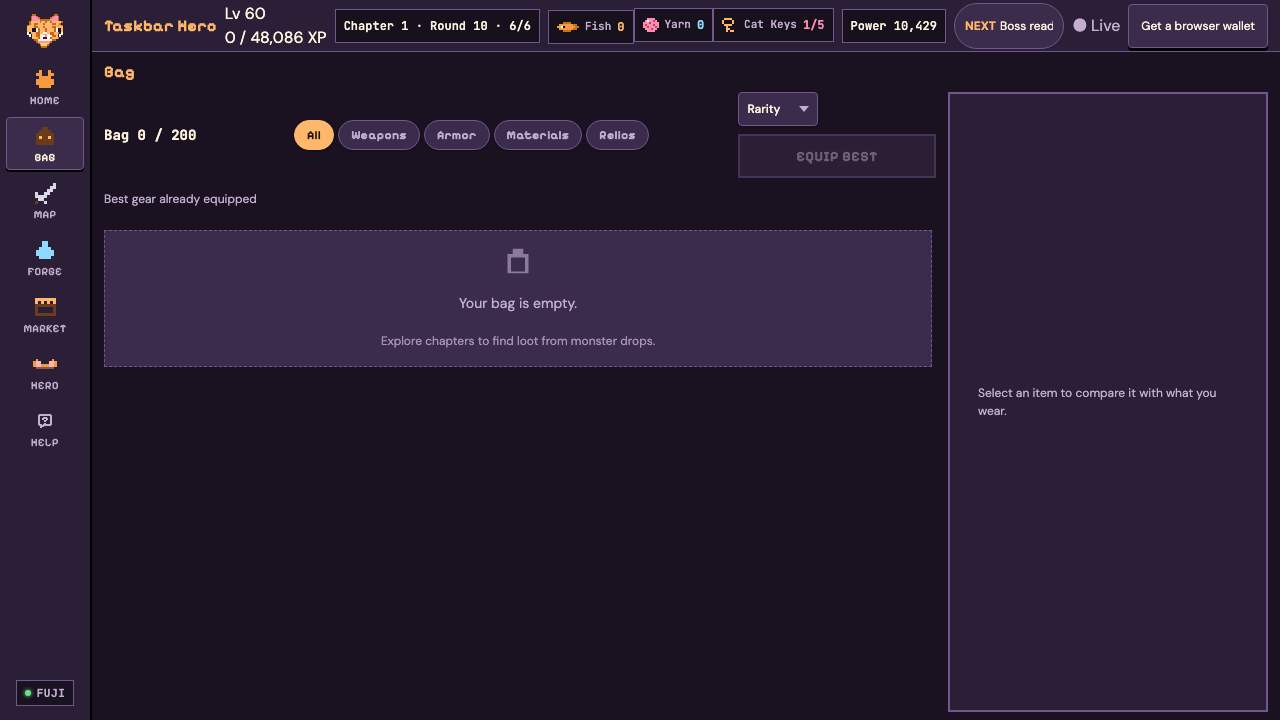 Taskbar Hero
Lv 60
0 / 48,086 XP
Chapter 1 · Round 10 · 6/6
Fish 0
Yarn 0
Cat Keys 1/5
Power 10,429
NEXT Boss read
Live
Get a browser wallet
HOME
BAG
MAP
FORGE
MARKET
HERO
HELP
FUJI
Bag
Bag 0 / 200
All
Weapons
Armor
Materials
Relics
Rarity
EQUIP BEST
Best gear already equipped
Your bag is empty.
Explore chapters to find loot from monster drops.
Select an item to compare it with what you
wear.